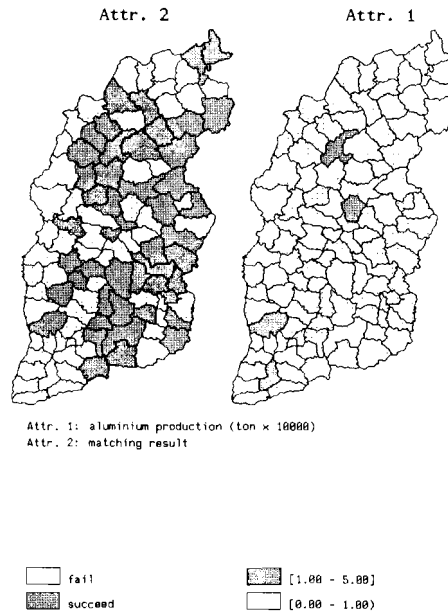 Attr. 2
Attr. 1
Attr. 1: aluminium production (ton × 10000)
Attr. 2: matching result
fail
succeed
[1.00 - 5.00]
[0.00 - 1.00)